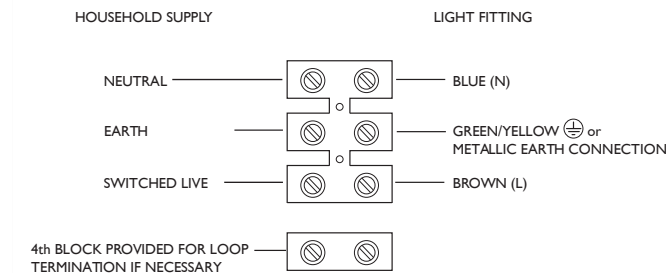 HOUSEHOLD SUPPLY
LIGHT FITTING
NEUTRAL
BLUE (N)
EARTH
GREEN/YELLOW ⏚ or
METALLIC EARTH CONNECTION
SWITCHED LIVE
BROWN (L)
4th BLOCK PROVIDED FOR LOOP
TERMINATION IF NECESSARY